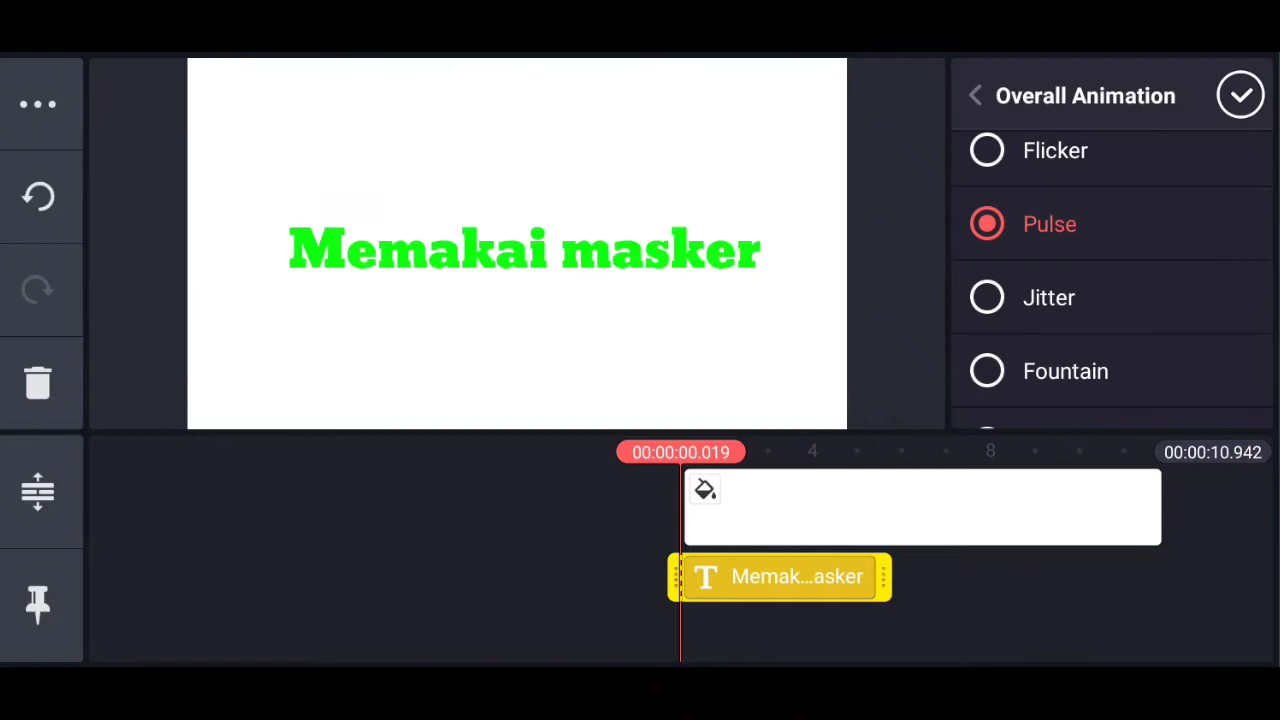 Overall Animation
Flicker
Pulse
Memakai masker
Jitter
Fountain
00:00:00.019
4
8
00:00:10.942
T Memak...asker